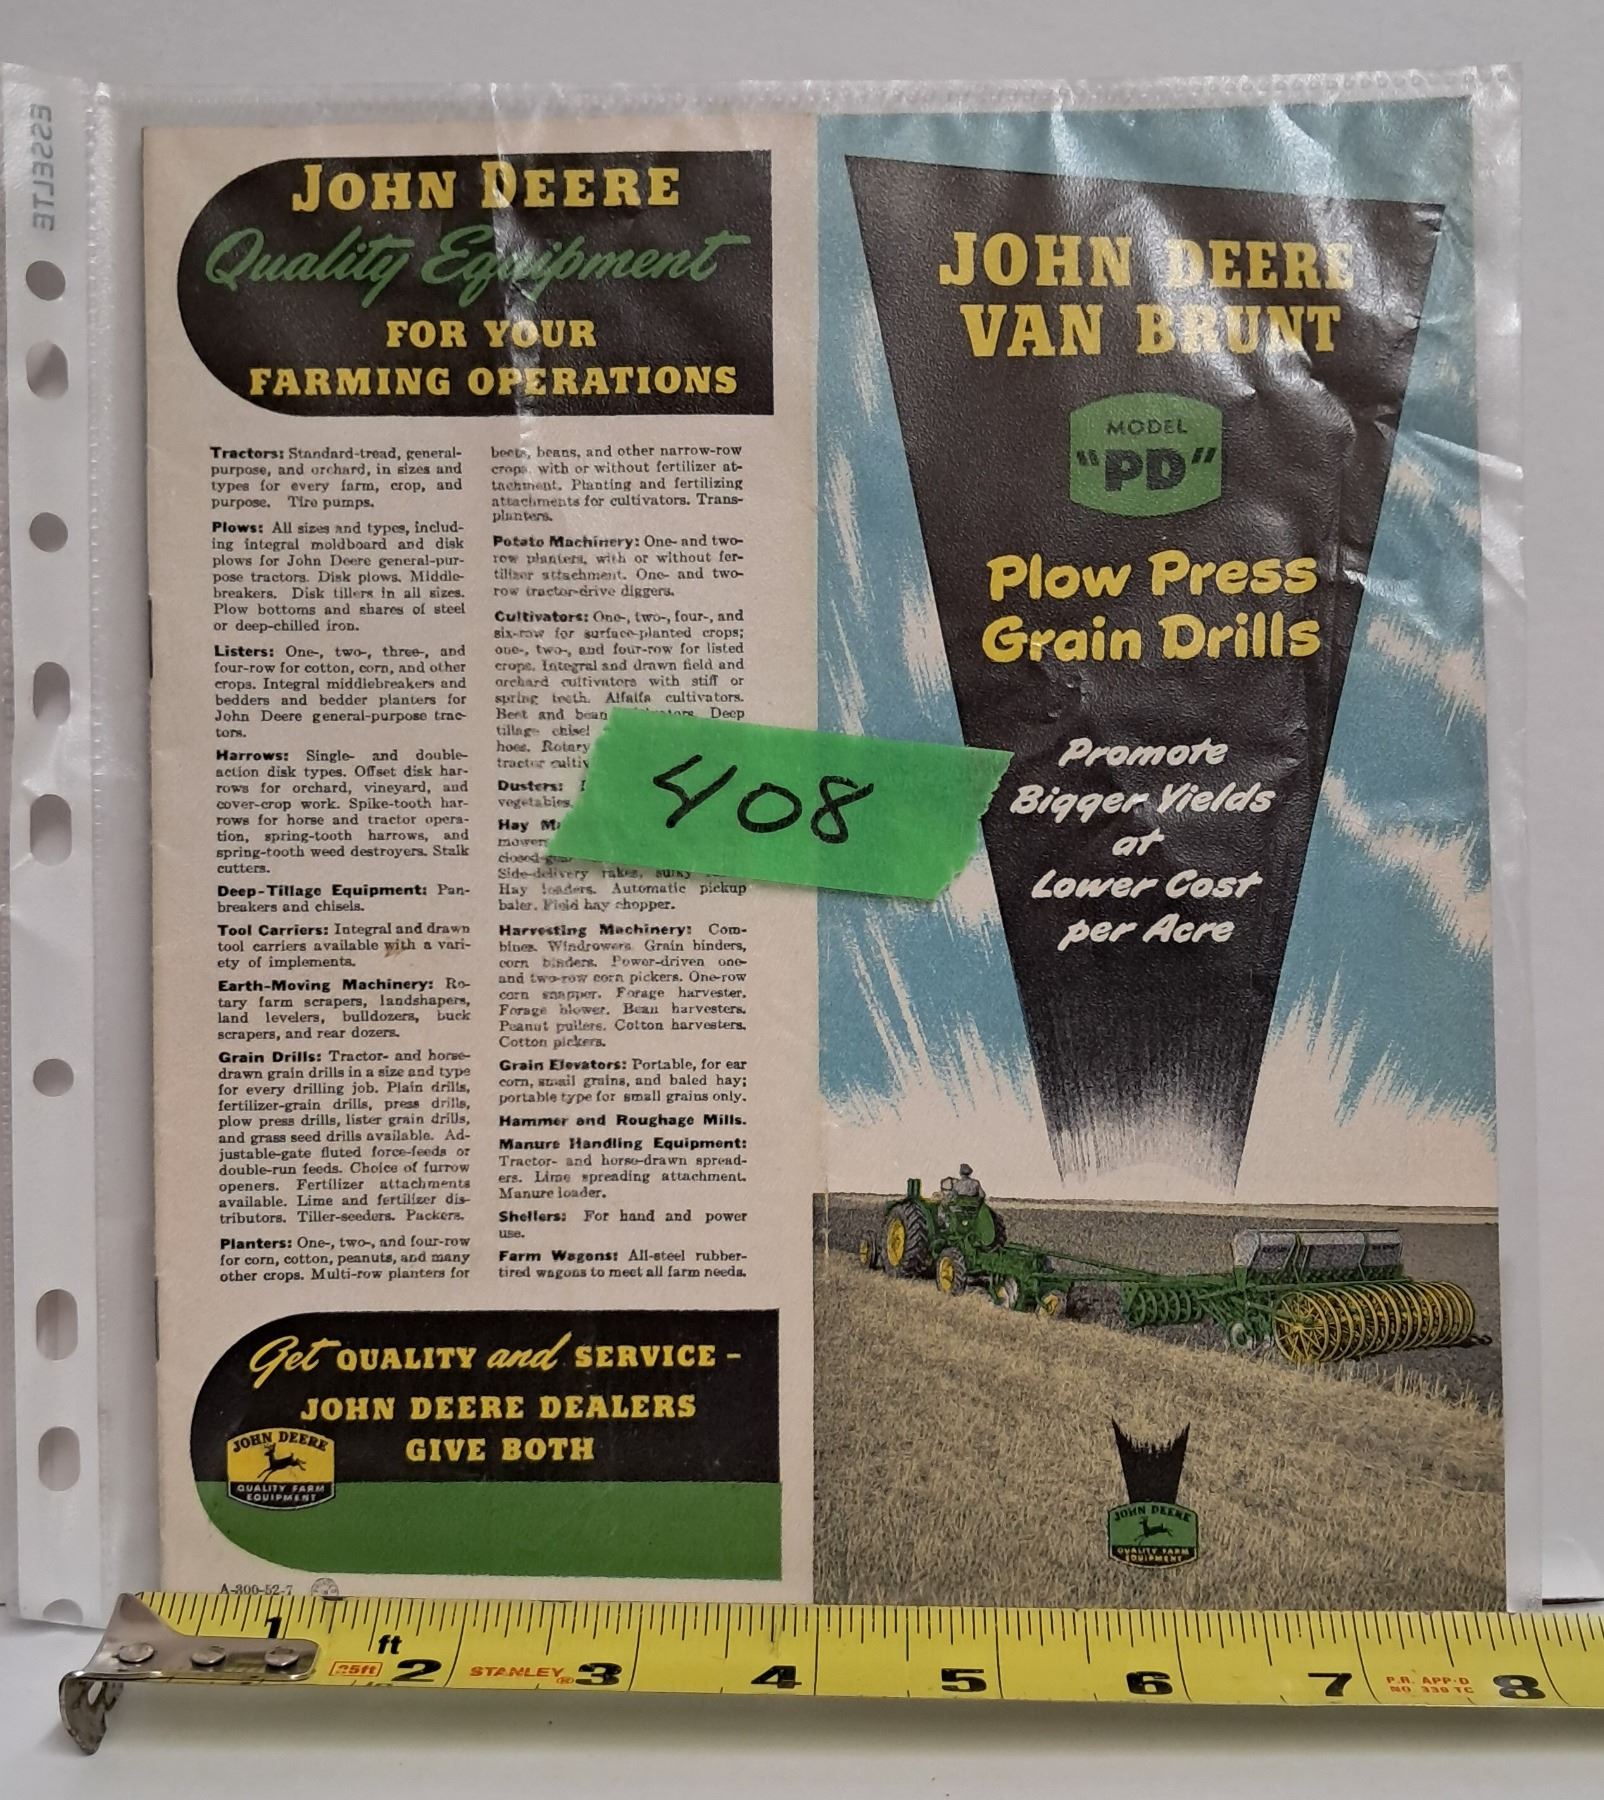 ESSELTE
JOHN DEERE
Quality Equipment
FOR YOUR
FARMING OPERATIONS
Tractors: Standard-tread, general-
purpose, and orchard, in sizes and
types for every farm, crop, and
purpose. Tire pumps.
Plows: All sizes and types, includ-
ing integral moldboard and disk
plows for John Deere general-pur-
pose tractors. Disk plows. Middle-
breakers. Disk tillers in all sizes.
Plow bottoms and shares of steel
or deep-chilled iron.
Listers: One-, two-, three-, and
four-row for cotton, corn, and other
crops. Integral middlebreakers and
bedders and bedder planters for
John Deere general-purpose trac-
tors.
Harrows: Single- and double-
action disk types. Offset disk har-
rows for orchard, vineyard, and
cover-crop work. Spike-tooth har-
rows for horse and tractor opera-
tion, spring-tooth harrows, and
spring-tooth weed destroyers. Stalk
cutters.
Deep-Tillage Equipment: Pan-
breakers and chisels.
Tool Carriers: Integral and drawn
tool carriers available with a vari-
ety of implements.
Earth-Moving Machinery: Ro-
tary farm scrapers, landshapers,
land levelers, bulldozers, buck
scrapers, and rear dozers.
Grain Drills: Tractor- and horse-
drawn grain drills in a size and type
for every drilling job. Plain drills,
fertilizer-grain drills, press drills,
plow press drills, lister grain drills,
and grass seed drills available. Ad-
justable-gate fluted force-feeds or
double-run feeds. Choice of furrow
openers. Fertilizer attachments
available. Lime and fertilizer dis-
tributors. Tiller-seeders. Packers.
Planters: One-, two-, and four-row
for corn, cotton, peanuts, and many
other crops. Multi-row planters for
beets, beans, and other narrow-row
crops with or without fertilizer at-
tachment. Planting and fertilizing
attachments for cultivators. Trans-
planters.
Potato Machinery: One- and two-
row planters, with or without fer-
tilizer attachment. One- and two-
row tractor-drive diggers.
Cultivators: One-, two-, four-, and
six-row for surface-planted crops;
one-, two-, and four-row for listed
crops. Integral and drawn field and
orchard cultivators with stiff or
spring teeth. Alfalfa cultivators.
Beet and bean Deep
tillage chisel
hoes. Rotary
tractor
Dusters:
vegetables.
Hay
Side-delivery rakes,
Hay loaders. Automatic pickup
baler. Field hay chopper.
Harvesting Machinery: Com-
bines. Windrowers. Grain binders,
corn binders. Power-driven one-
and two-row corn pickers. One-row
corn snapper. Forage harvester.
Forage blower. Bean harvesters.
Peanut pullers. Cotton harvesters.
Cotton pickers.
Grain Elevators: Portable, for ear
corn, small grains, and baled hay;
portable type for small grains only.
Hammer and Roughage Mills.
Manure Handling Equipment:
Tractor- and horse-drawn spread-
ers. Lime spreading attachment.
Manure loader.
Shellers: For hand and power
use.
Farm Wagons: All-steel rubber-
tired wagons to meet all farm needs.
Get QUALITY and SERVICE -
JOHN DEERE DEALERS
GIVE BOTH
JOHN DEERE
QUALITY FARM
EQUIPMENT
A-300-52-7
408
JOHN DEERE
VAN BRUNT
MODEL
"PD"
Plow Press
Grain Drills
Promote
Bigger Yields
at
Lower Cost
per Acre
JOHN DEERE
QUALITY FARM
EQUIPMENT
1 ft 2 3 4 5 6 7 8
25ft STANLEY® P.R. APP-D
NO 339 TC